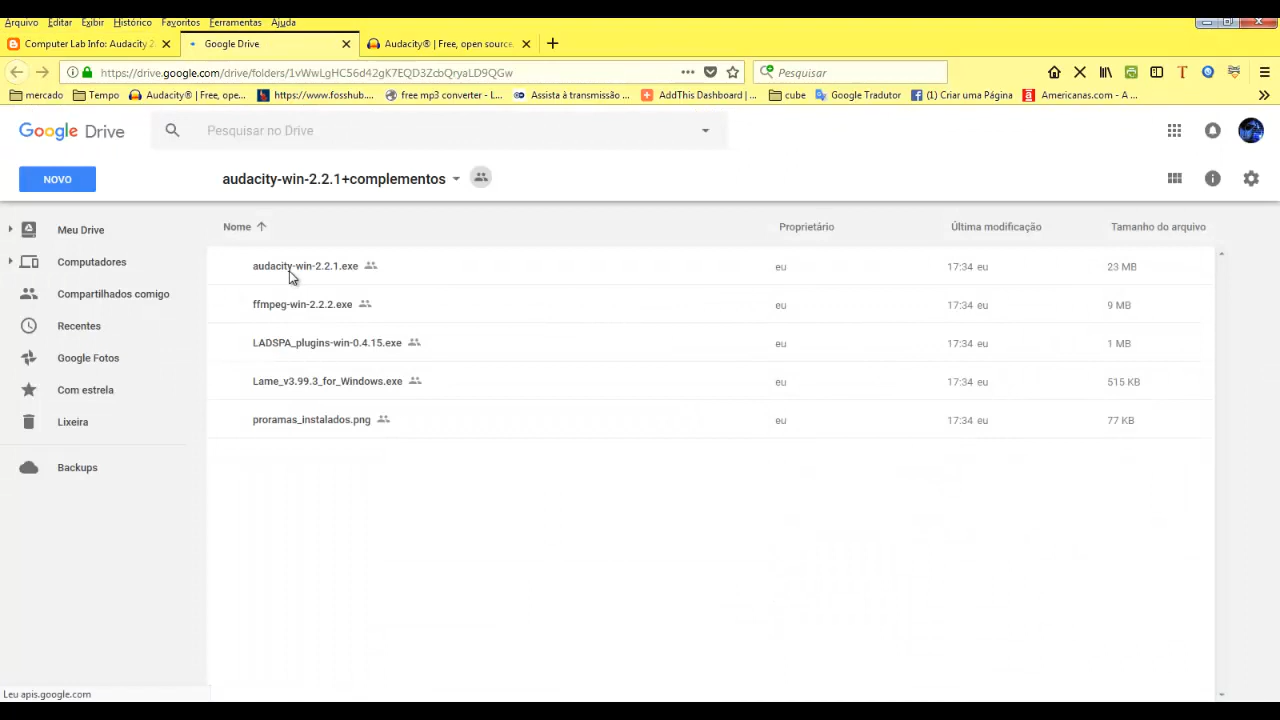 Arquivo Editar Exibir Histórico Favoritos Ferramentas Ajuda
Computer Lab Info: Audacity 2
Google Drive
Audacity® | Free, open source,
https://drive.google.com/drive/folders/1vWwLgHCS6d42gK7EQD3ZcbQryaLD9QGw
Pesquisar
mercado Tempo Audacity® | Free, ope... https://www.fosshub.... free mp3 converter - L... Assista à transmissão ... AddThis Dashboard | ... cube Google Tradutor (1) Criar uma Página Americanas.com - A ...
Google Drive
Pesquisar no Drive
NOVO
audacity-win-2.2.1+complementos
Nome Proprietário Última modificação Tamanho do arquivo
Meu Drive
Computadores
Compartilhados comigo
Recentes
Google Fotos
Com estrela
Lixeira
Backups
audacity-win-2.2.1.exe eu 17:34 eu 23 MB
ffmpeg-win-2.2.2.exe eu 17:34 eu 9 MB
LADSPA_plugins-win-0.4.15.exe eu 17:34 eu 1 MB
Lame_v3.99.3_for_Windows.exe eu 17:34 eu 515 KB
proramas_instalados.png eu 17:34 eu 77 KB
Leu apis.google.com